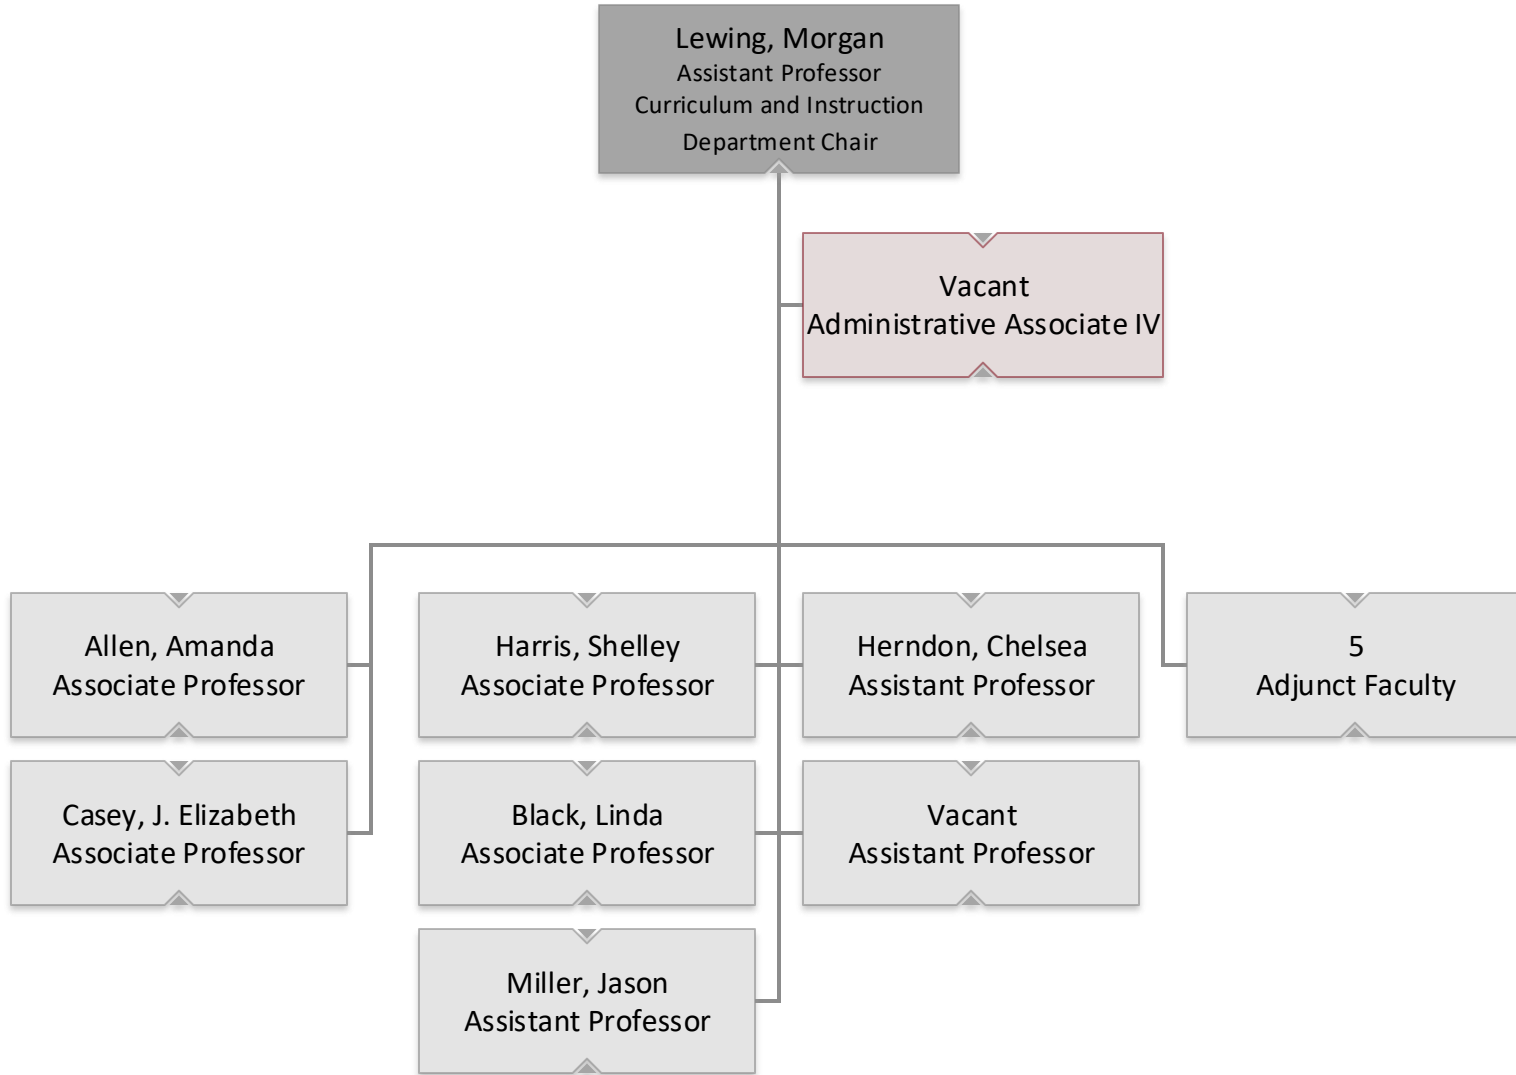 Lewing, Morgan
Assistant Professor
Curriculum and Instruction
Department Chair
Vacant
Administrative Associate IV
Allen, Amanda
Associate Professor
Harris, Shelley
Associate Professor
Herndon, Chelsea
Assistant Professor
5
Adjunct Faculty
Casey, J. Elizabeth
Associate Professor
Black, Linda
Associate Professor
Vacant
Assistant Professor
Miller, Jason
Assistant Professor